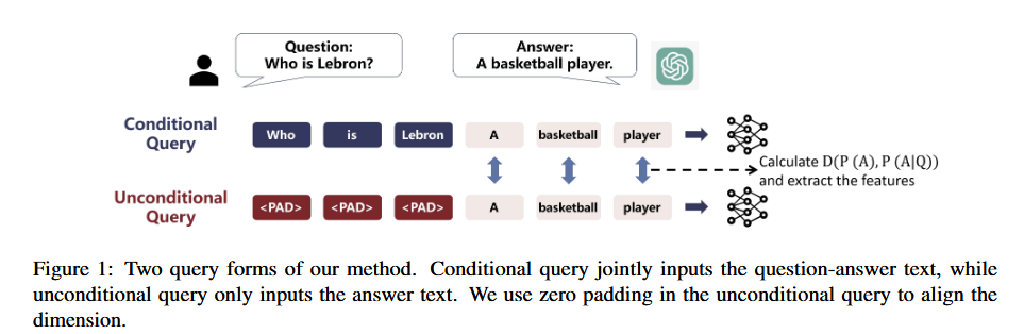 Question:
Who is Lebron?
Answer:
A basketball player.
Conditional
Query
Who is Lebron A basketball player
Calculate D(P (A), P (A|Q))
and extract the features
Unconditional
Query
<PAD> <PAD> <PAD> A basketball player
Figure 1: Two query forms of our method. Conditional query jointly inputs the question-answer text, while
unconditional query only inputs the answer text. We use zero padding in the unconditional query to align the
dimension.